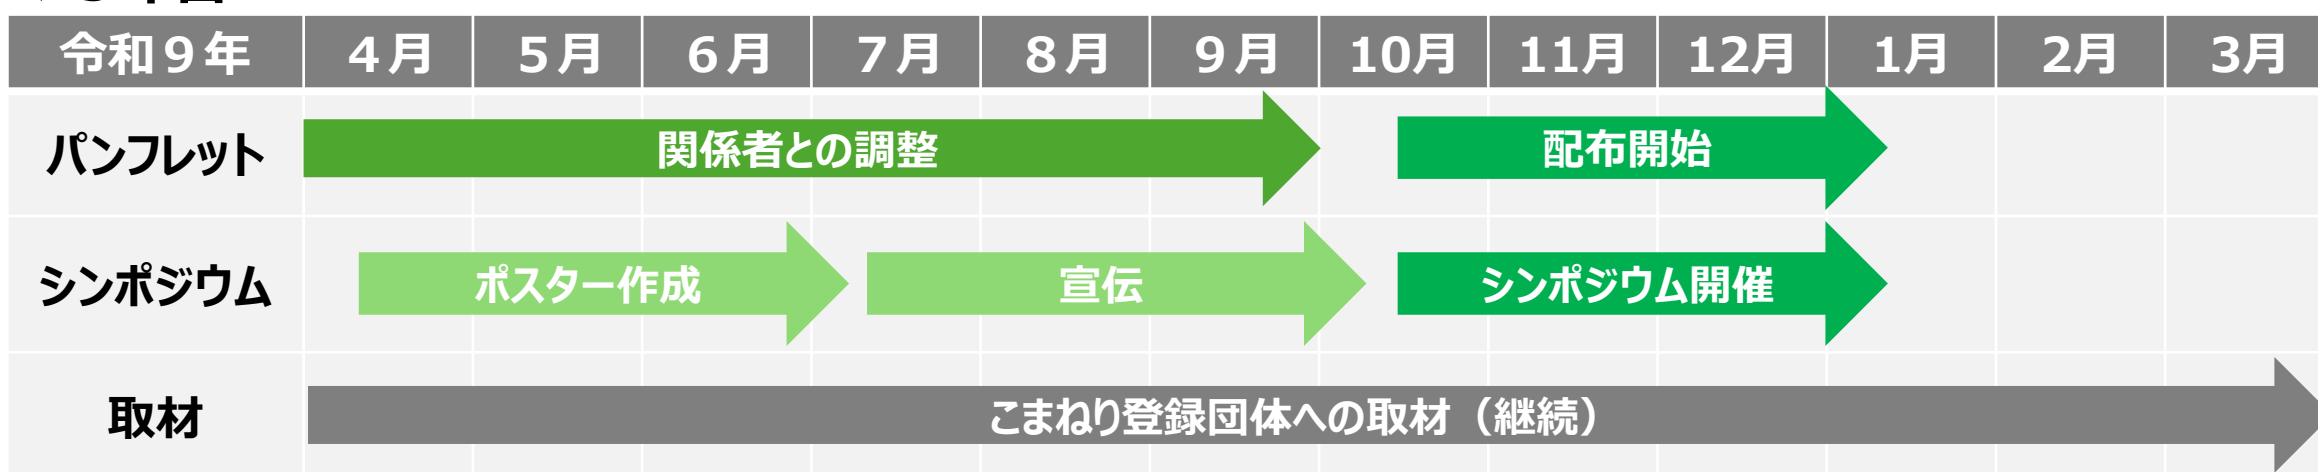 令和９年 ４月 ５月 ６月 ７月 ８月 ９月 10月 11月 12月 1月 2月 3月
パンフレット 関係者との調整 配布開始
シンポジウム ポスター作成 宣伝 シンポジウム開催
取材 こまねり登録団体への取材（継続）